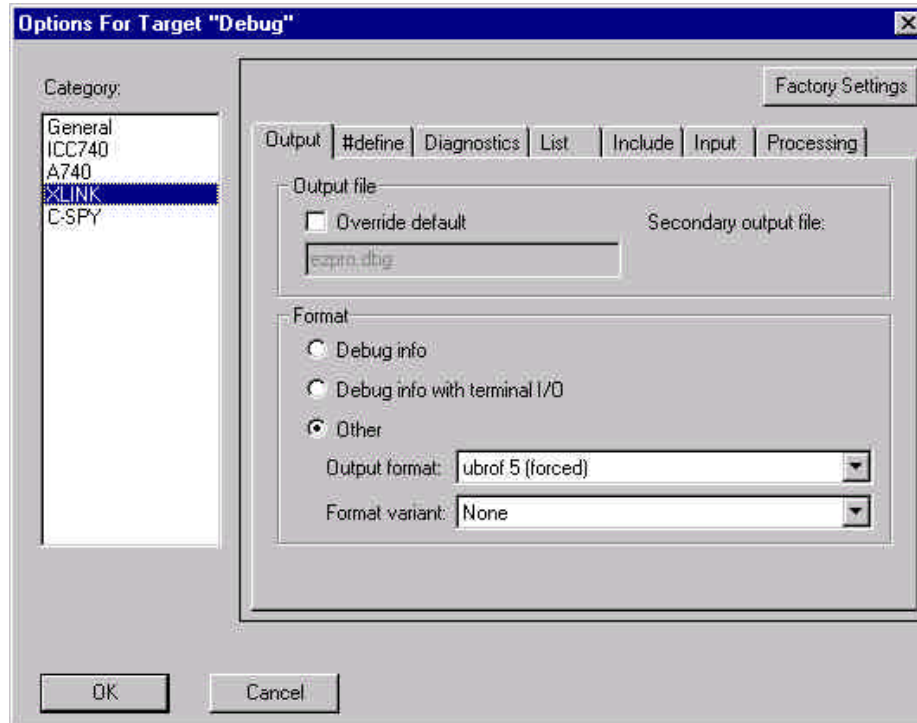 Options For Target "Debug"
Category:
General
ICC740
A740
XLINK
C-SPY
Factory Settings
Output #define Diagnostics List Include Input Processing
Output file
Override default
Secondary output file:
ezpro.dbg
Format
Debug info
Debug info with terminal I/O
Other
Output format: ubrof 5 (forced)
Format variant: None
OK Cancel